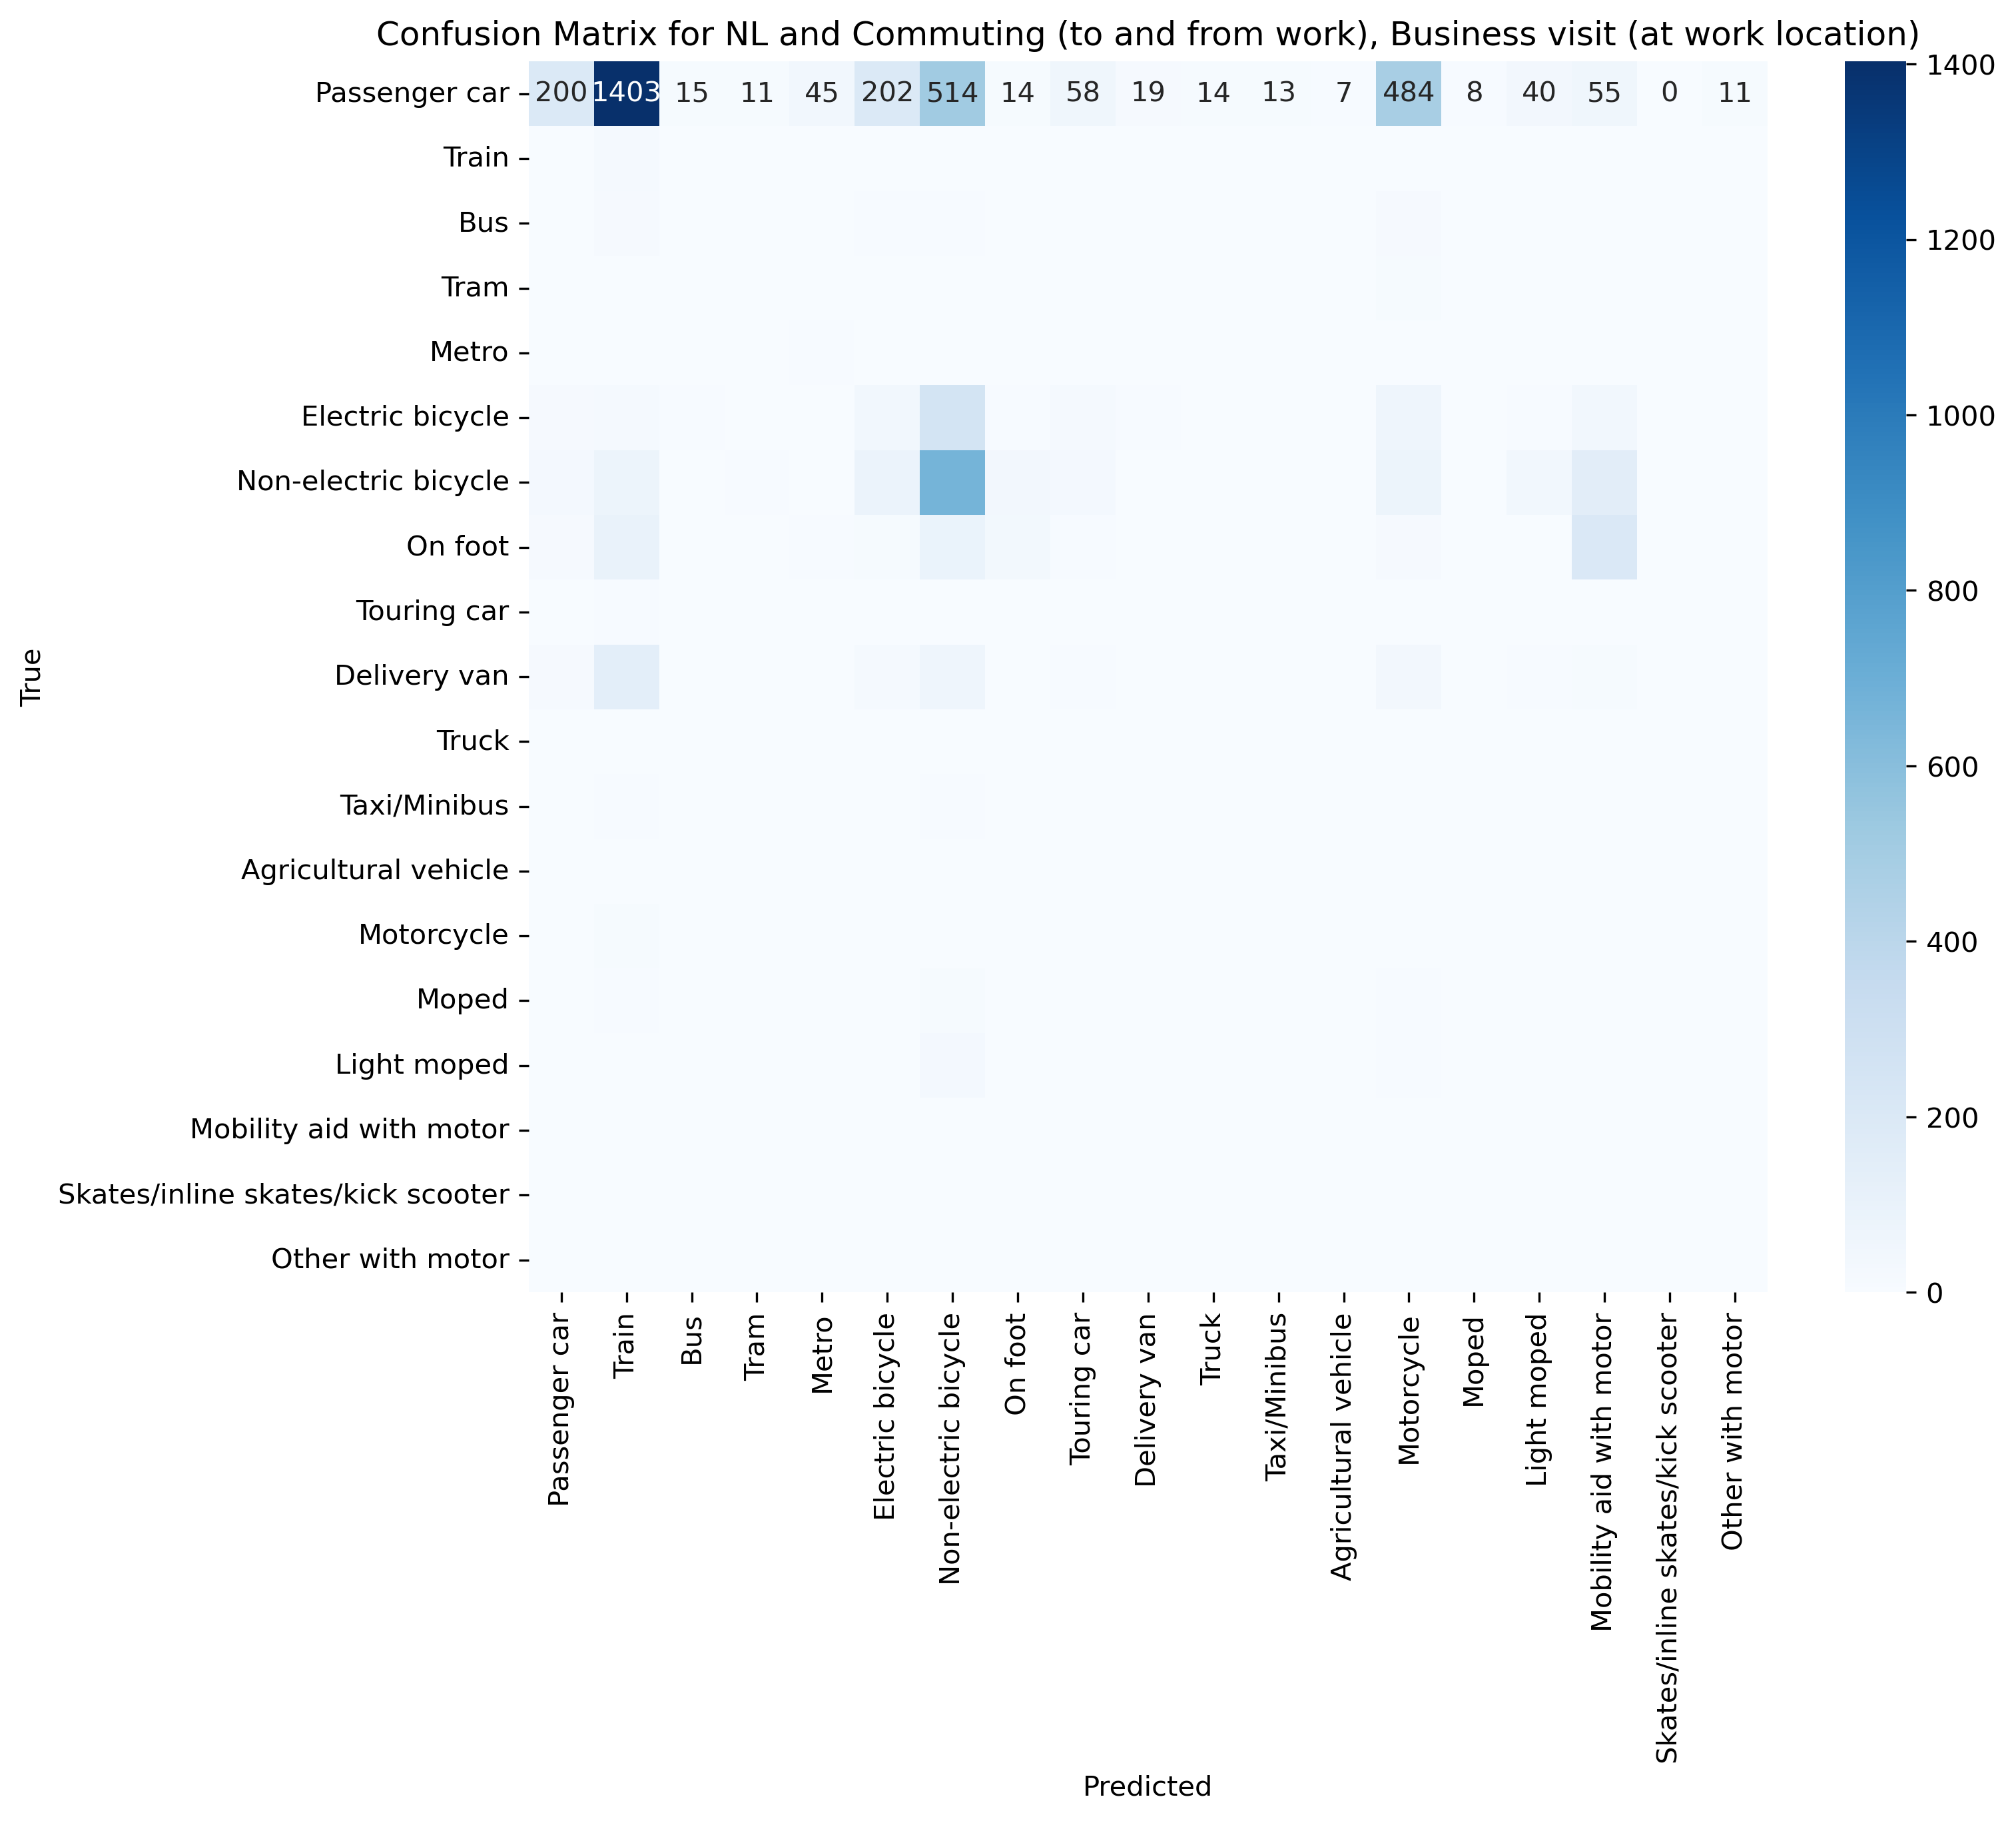 Confusion Matrix for NL and Commuting (to and from work), Business visit (at work location)
True
Passenger car
200 1403 15 11 45 202 514 14 58 19 14 13 7 484 8 40 55 0 11
Train
Bus
Tram
Metro
Electric bicycle
Non-electric bicycle
On foot
Touring car
Delivery van
Truck
Taxi/Minibus
Agricultural vehicle
Motorcycle
Moped
Light moped
Mobility aid with motor
Skates/inline skates/kick scooter
Other with motor
Passenger car
Train
Bus
Tram
Metro
Electric bicycle
Non-electric bicycle
On foot
Touring car
Delivery van
Truck
Taxi/Minibus
Agricultural vehicle
Motorcycle
Moped
Light moped
Mobility aid with motor
Skates/inline skates/kick scooter
Other with motor
Predicted
1400
1200
1000
800
600
400
200
0